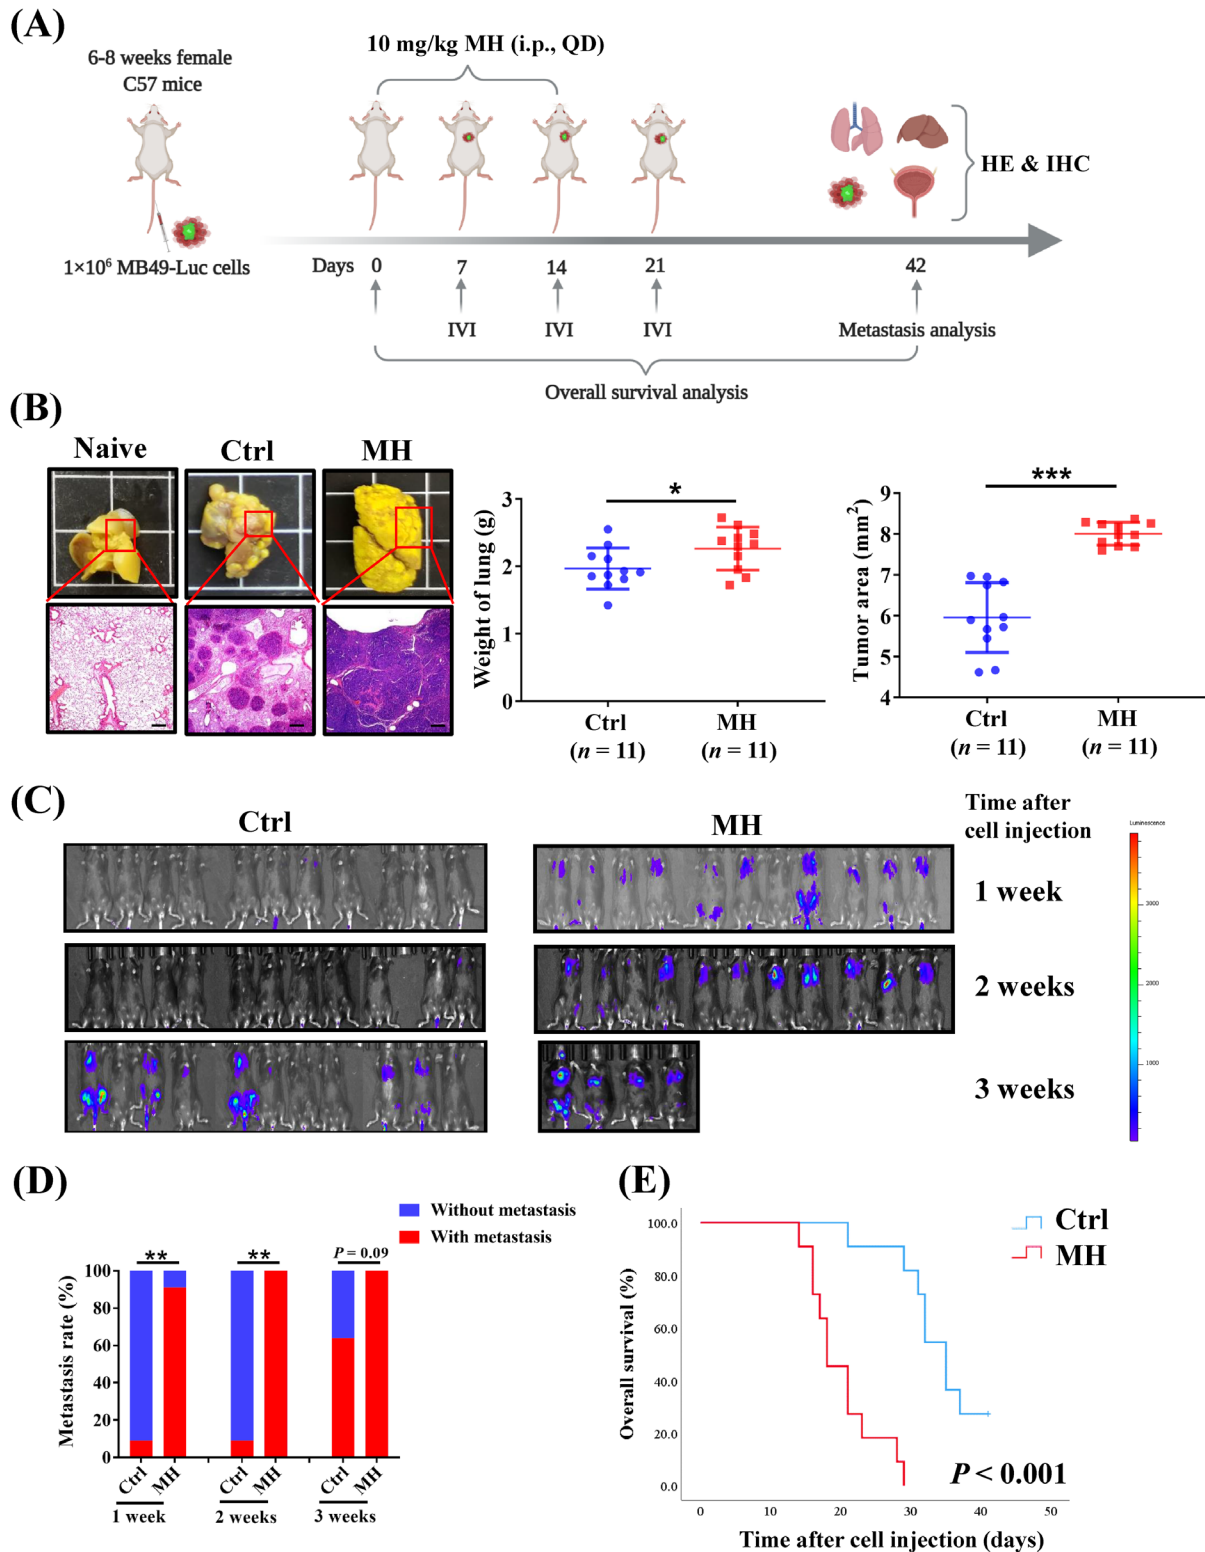 (A)
6-8 weeks female
C57 mice
10 mg/kg MH (i.p., QD)
HE & IHC
1×10⁶ MB49-Luc cells
Days 0 7 14 21 42
IVI IVI IVI Metastasis analysis
Overall survival analysis
(B)
Naive Ctrl MH
Weight of lung (g)
3
2
1
0
*
Ctrl MH
(n = 11) (n = 11)
Tumor area (mm²)
9
8
7
6
5
4
***
Ctrl MH
(n = 11) (n = 11)
(C)
Ctrl MH
Time after
cell injection
Luminescence
1 week
2 weeks
3 weeks
3000
2000
1000
(D)
Without metastasis
With metastasis
** ** P = 0.09
Metastasis rate (%)
100
80
60
40
20
0
Ctrl MH Ctrl MH Ctrl MH
1 week 2 weeks 3 weeks
(E)
Ctrl
MH
Overall survival (%)
100.0
80.0
60.0
40.0
20.0
0.0
P < 0.001
0 10 20 30 40 50
Time after cell injection (days)